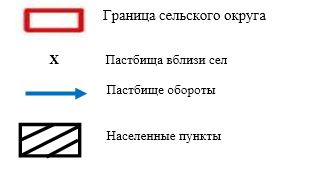 Граница сельского округа
X Пастбища вблизи сел
Пастбище обороты
Населенные пункты